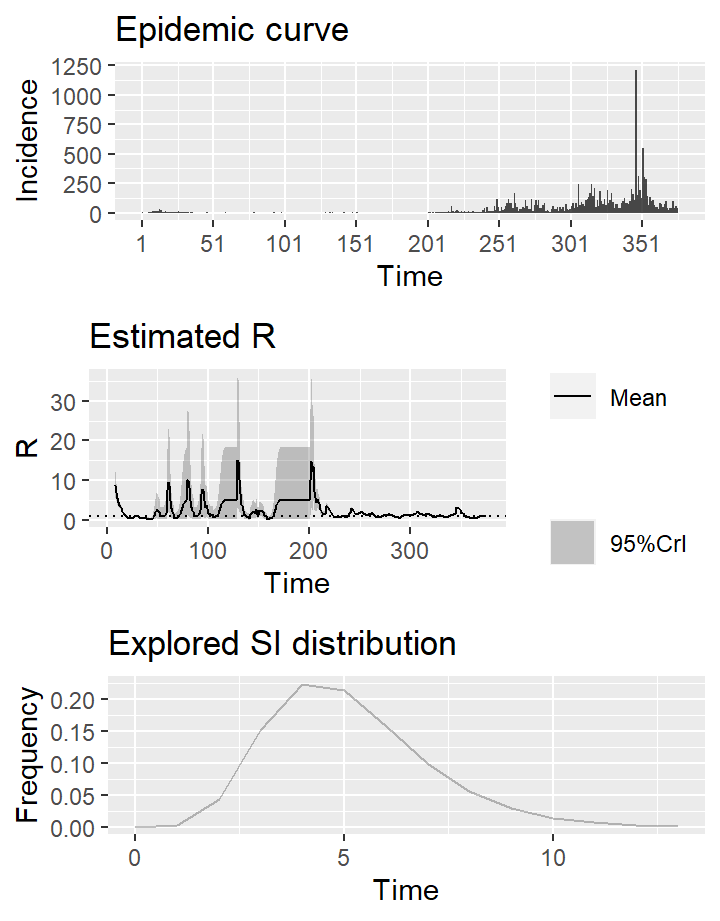 Epidemic curve
1250
1000
750
500
250
0
Incidence
1 51 101 151 201 251 301 351
Time
Estimated R
30
20
10
0
R
0 100 200 300
Time
Mean
95%CrI
Explored SI distribution
0.20
0.15
0.10
0.05
0.00
Frequency
0 5 10
Time